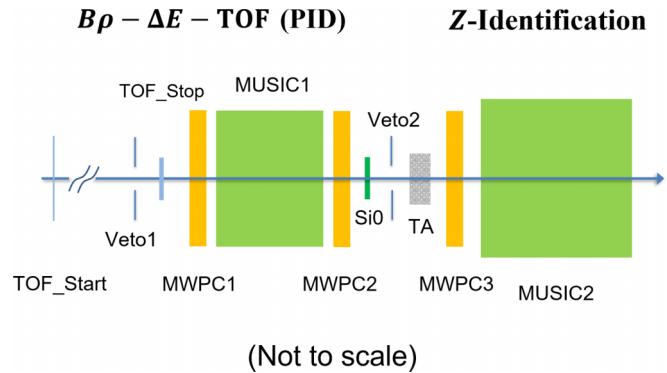 Bρ − ΔE − TOF (PID)
Z-Identification
TOF_Stop
MUSIC1
Veto2
Veto1
Si0
TA
TOF_Start
MWPC1
MWPC2
MWPC3
MUSIC2
(Not to scale)